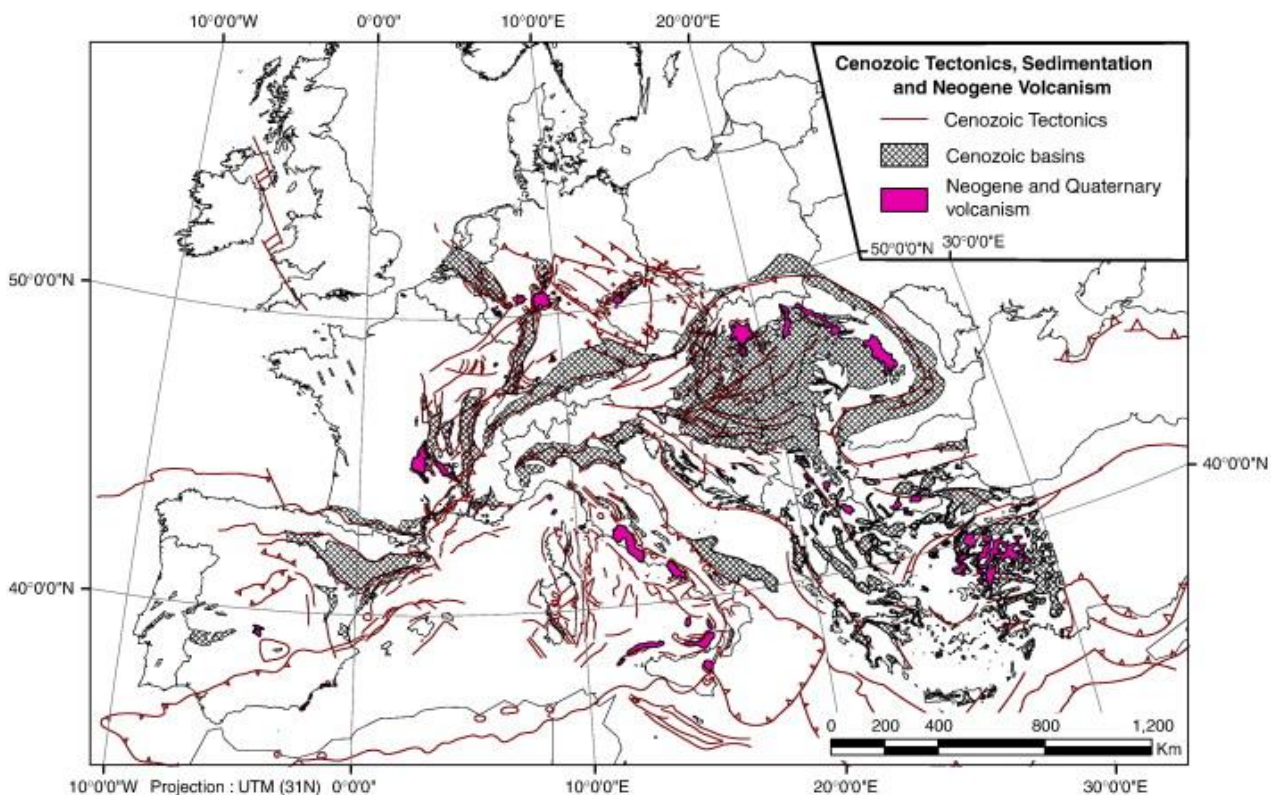 10°0'0"W 0°0'0" 10°0'0"E 20°0'0"E
Cenozoic Tectonics, Sedimentation
and Neogene Volcanism
Cenozoic Tectonics
Cenozoic basins
Neogene and Quaternary
volcanism
50°0'0"N 30°0'0"E
50°0'0"N
40°0'0"N
40°0'0"N
0 200 400 800 1,200
Km
10°0'0"W Projection : UTM (31N) 0°0'0" 10°0'0"E 20°0'0"E 30°0'0"E